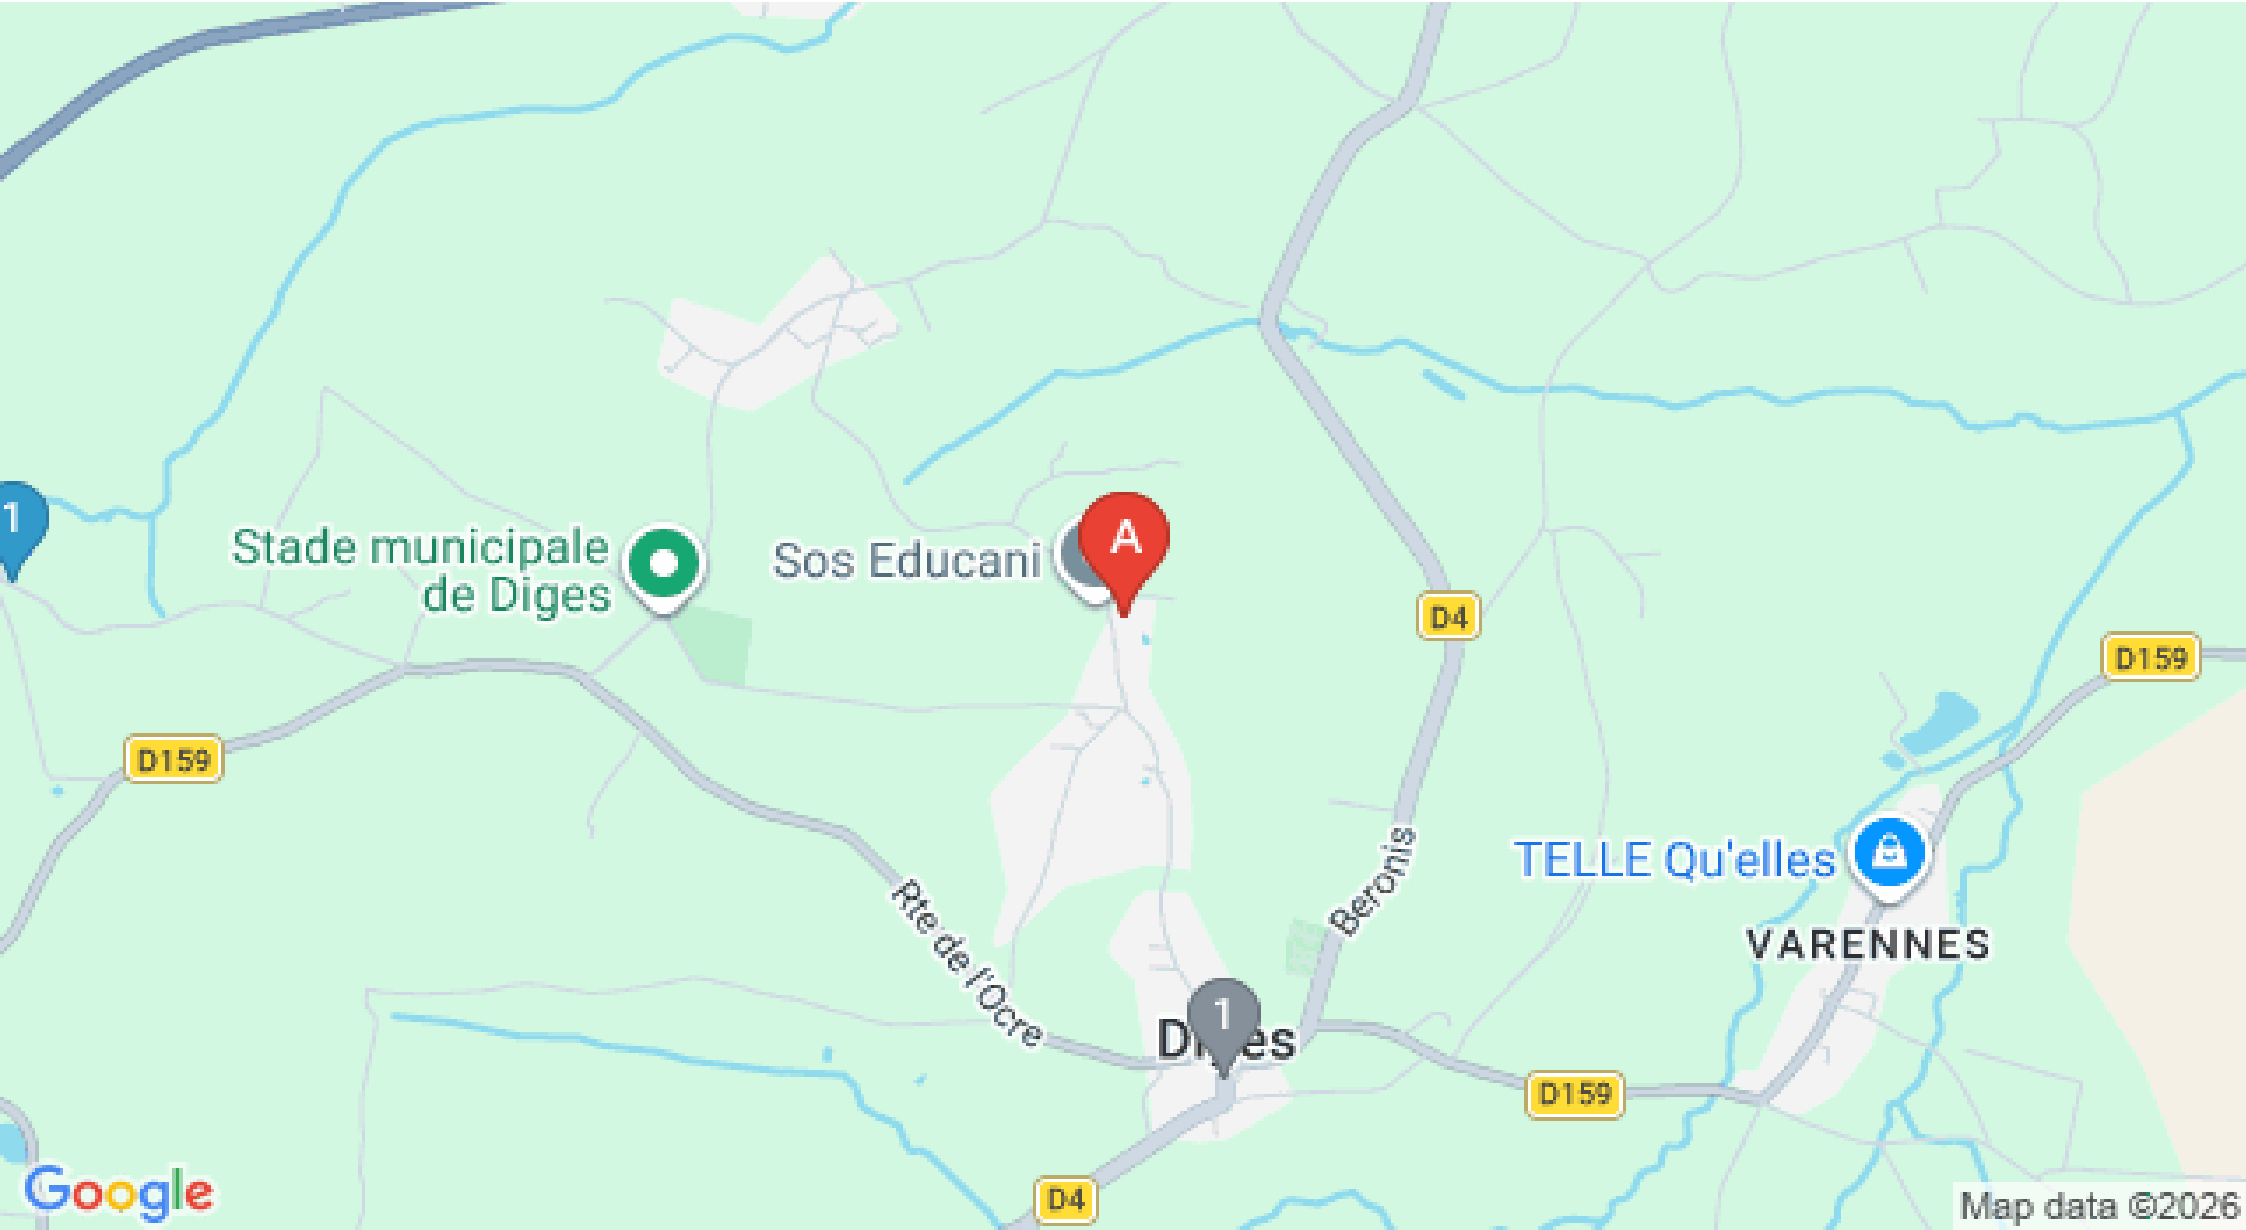 1
Stade municipale
de Diges
Sos Educani
A
D4
D159
D159
TELLE Qu'elles
Beronis
Rte de l'Ocre
VARENNES
1
Diges
D159
D4
Google
Map data ©2026